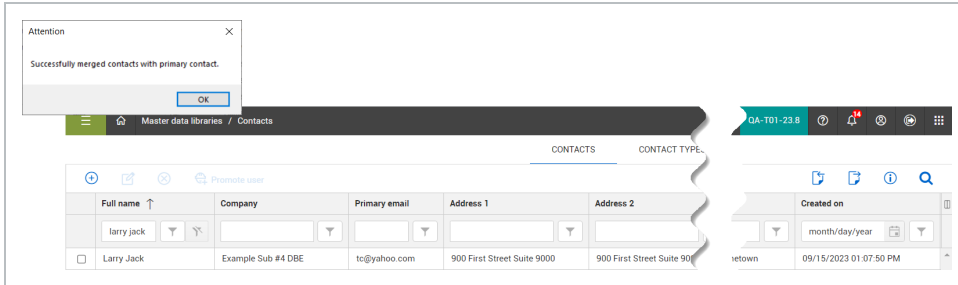 Attention
Successfully merged contacts with primary contact.
OK
Master data libraries / Contacts
QA-T01-23.8
14
CONTACTS
CONTACT TYPES
Promote user
Full name
Company
Primary email
Address 1
Address 2
Created on
larry jack
month/day/year
Larry Jack
Example Sub #4 DBE
tc@yahoo.com
900 First Street Suite 9000
900 First Street Suite 90
netown
09/15/2023 01:07:50 PM